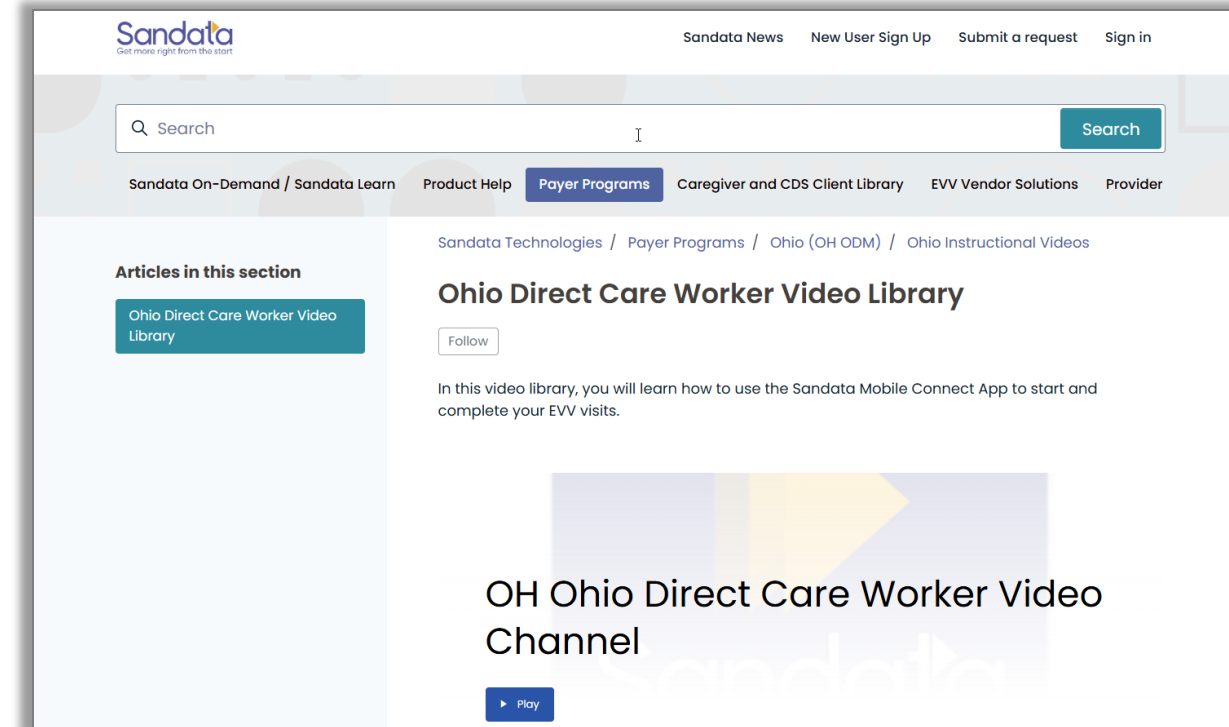 Sandata
Get more right from the start
Sandata News New User Sign Up Submit a request Sign in
Search Search
Sandata On-Demand / Sandata Learn Product Help Payer Programs Caregiver and CDS Client Library EVV Vendor Solutions Provider
Sandata Technologies / Payer Programs / Ohio (OH ODM) / Ohio Instructional Videos
Articles in this section
Ohio Direct Care Worker Video
Library
Ohio Direct Care Worker Video Library
Follow
In this video library, you will learn how to use the Sandata Mobile Connect App to start and
complete your EVV visits.
OH Ohio Direct Care Worker Video
Channel
Sandata
Play